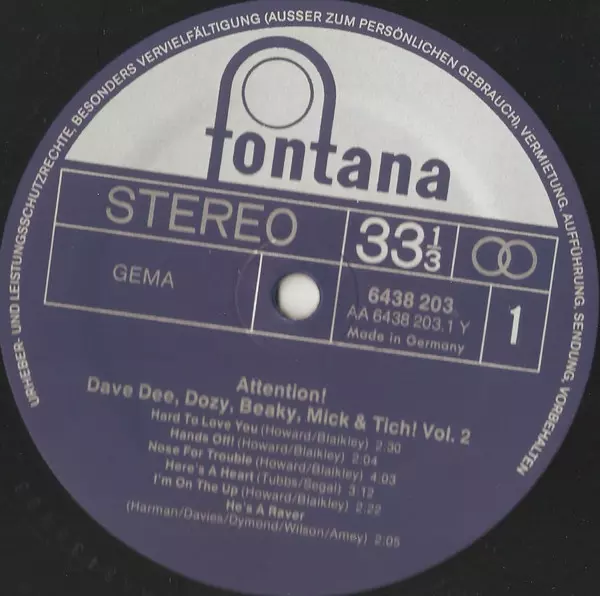 URHEBER- UND LEISTUNGSSCHUTZRECHTE, BESONDERS VERVIELFÄLTIGUNG (AUSSER ZUM PERSÖNLICHEN GEBRAUCH), VERMIETUNG, AUFFÜHRUNG, SENDUNG, VORBEHALTEN
fontana
STEREO
33 1/3
GEMA
6438 203
AA 6438 203.1 Y
Made in Germany
1
Attention!
Dave Dee, Dozy, Beaky, Mick & Tich! Vol. 2
Hard To Love You (Howard/Blaikley) 2:30
Hands Off! (Howard/Blaikley) 2:04
Nose For Trouble (Howard/Blaikley) 4:03
Here's A Heart (Tubbs/Segal) 3:12
I'm On The Up (Howard/Blaikley) 2:22
He's A Raver
(Harman/Davies/Dymond/Wilson/Amey) 2:05